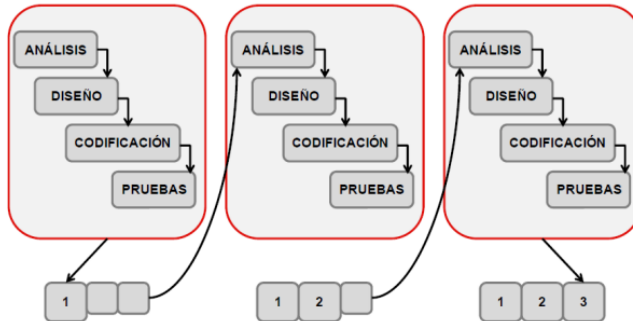 ANÁLISIS
DISEÑO
CODIFICACIÓN
PRUEBAS
ANÁLISIS
DISEÑO
CODIFICACIÓN
PRUEBAS
ANÁLISIS
DISEÑO
CODIFICACIÓN
PRUEBAS
1
1 2
1 2 3